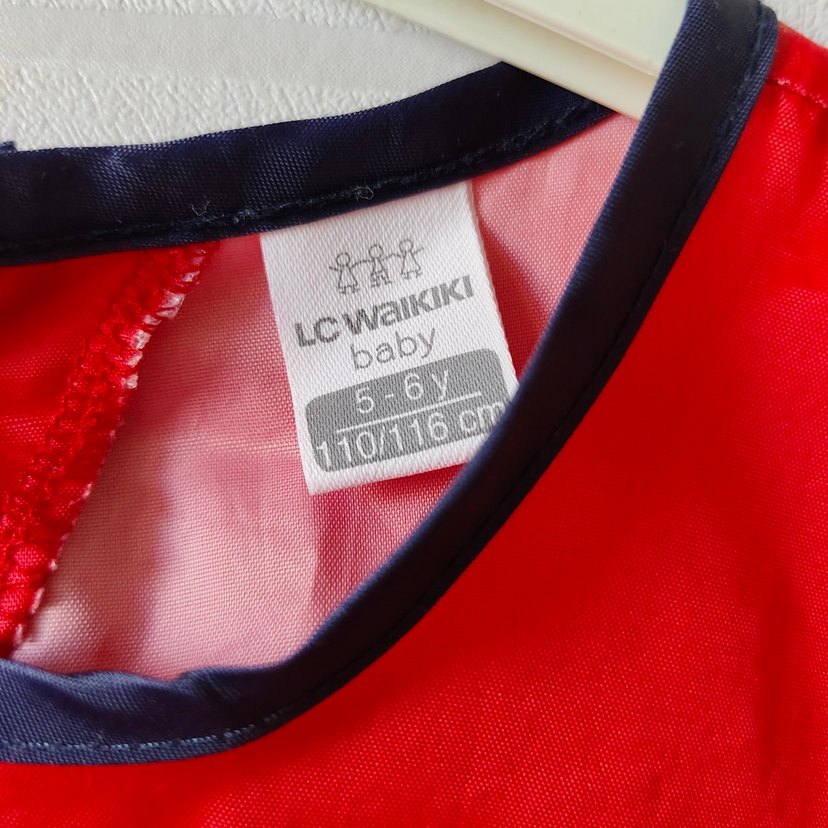 LC WAIKIKI
baby
5 - 6 y
110/116 cm